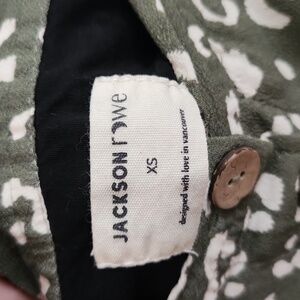 JACKSON rowe
XS
designed with love in vancouver